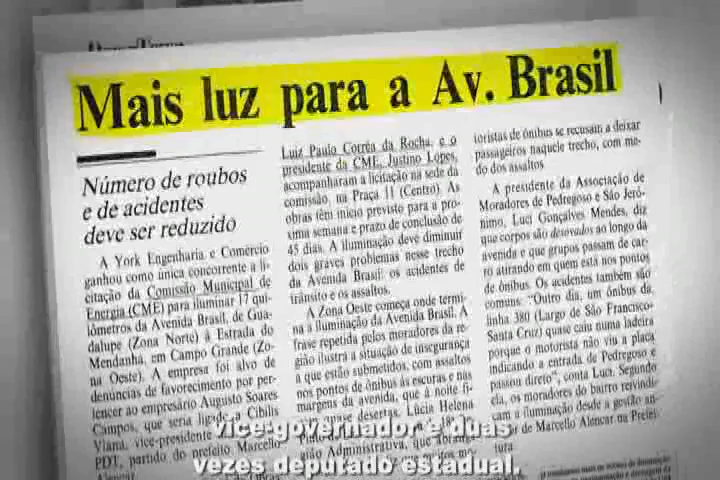 Mais luz para a Av. Brasil
Número de roubos
e de acidentes
deve ser reduzido
A York Engenharia e Comércio
ganhou como única concorrente a li-
citação da Comissão Municipal de
Energia (CME) para iluminar 17 qui-
lômetros da Avenida Brasil, de Gua-
dalupe (Zona Norte) à Estrada do
Mendanha, em Campo Grande (Zo-
na Oeste). A empresa foi alvo de
denúncias de favorecimento por per-
tencer ao empresário Augusto Soares
Campos, que seria ligado a Cibilis
Viana, vice-presidente
PDT, partido do prefeito Marcello
Alencar
Luiz Paulo Corrêa da Rocha, e o
presidente da CME, Justino Lopes,
acompanharam a licitação na sede da
comissão, na Praça 11 (Centro). As
obras têm início previsto para a pró-
xima semana e prazo de conclusão de
45 dias. A iluminação deve diminuir
dois graves problemas nesse trecho
da Avenida Brasil: os acidentes de
trânsito e os assaltos.
A Zona Oeste começa onde termi-
na a iluminação da Avenida Brasil. A
frase repetida pelos moradores da re-
gião ilustra a situação de insegurança
a que estão submetidos, com assaltos
nos pontos de ônibus às escuras e nas
margens da avenida, que à noite fi-
quase desertas. Lúcia Helena
gião Administrativa, que
toristas de ônibus se recusam a deixar
passageiros naquele trecho, com me-
do dos assaltos.
A presidente da Associação de
Moradores de Pedregoso e São Jerô-
nimo, Luci Gonçalves Mendes, diz
que corpos são desovados ao longo da
avenida e que grupos passam de car-
ro atirando em quem está nos pontos
de ônibus. Os acidentes também são
comuns. "Outro dia, um ônibus da
linha 380 (Largo de São Francisco-
Santa Cruz) quase caiu numa ladeira
porque o motorista não viu a placa
indicando a entrada de Pedregoso e
passou direto", conta Luci. Segundo
ela, os moradores do bairro reivindi-
cam a iluminação desde a gestão an-
de Marcello Alencar na Prefei-
tura
vice-governador e duas
vezes deputado estadual.